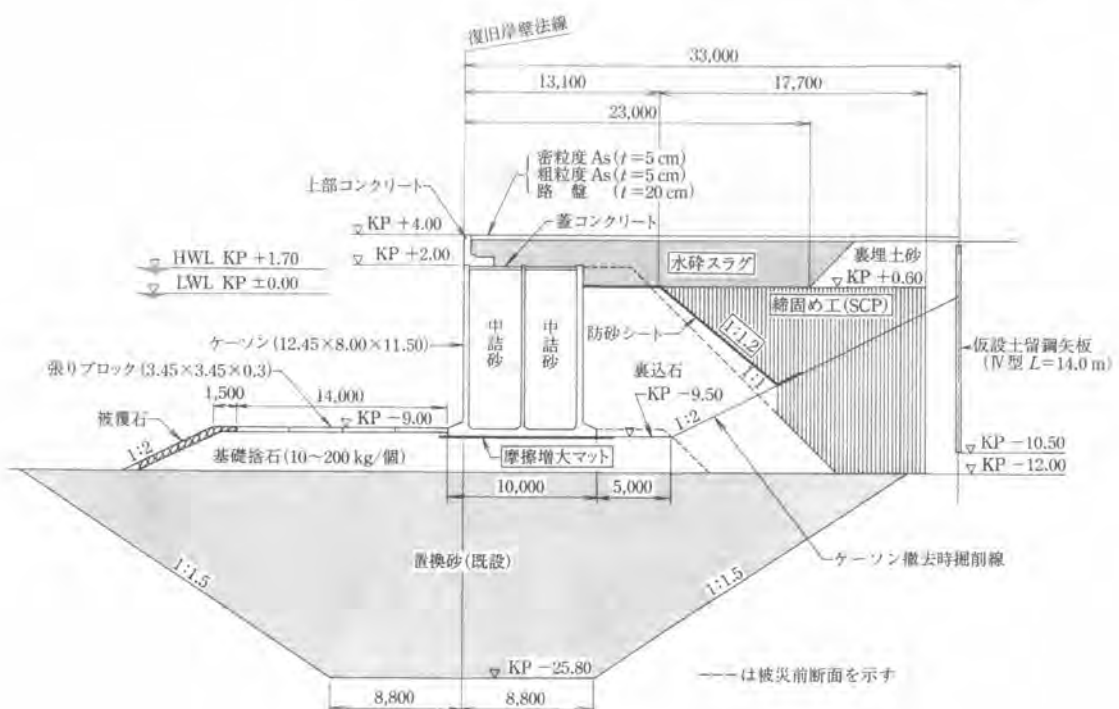 復旧岸壁法線
33,000
13,100
17,700
23,000
密粒度 As(t=5 cm)
粗粒度 As(t=5 cm)
路 盤 (t=20 cm)
上部コンクリート
KP +4.00
蓋コンクリート
HWL KP +1.70
KP +2.00
LWL KP ±0.00
水砕スラグ
裏埋土砂
KP +0.60
締固め工(SCP)
中詰砂
中詰砂
防砂シート
1:1.2
1:1
ケーソン(12.45×8.00×11.50)
仮設土留鋼矢板
(Ⅳ型 L=14.0 m)
張りブロック(3.45×3.45×0.3)
裏込石
1,500
14,000
KP −9.50
被覆石
KP −9.00
1:2
1:2
基礎捨石(10~200 kg/個)
摩擦増大マット
KP −10.50
KP −12.00
10,000
5,000
置換砂(既設)
ケーソン撤去時掘削線
1:1.5
1:1.5
KP −25.80
----は被災前断面を示す
8,800
8,800